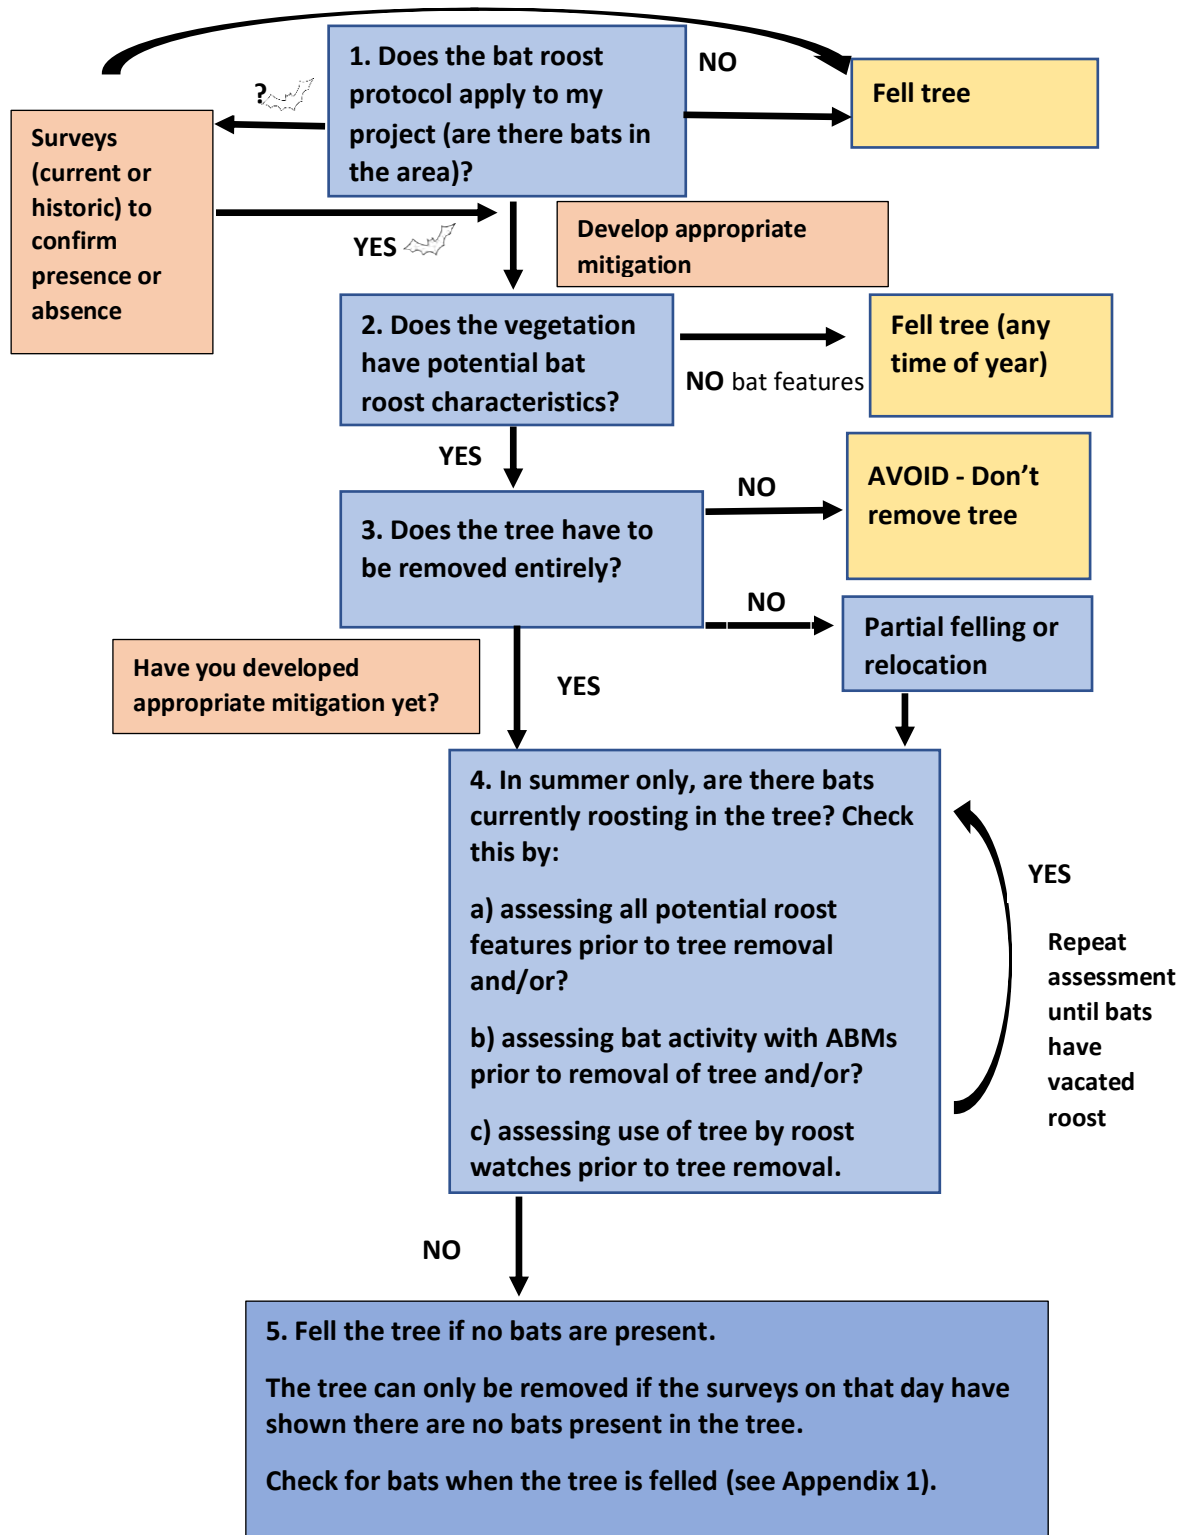 1. Does the bat roost
protocol apply to my
project (are there bats in
the area)?
NO
Fell tree
?
Surveys
(current or
historic) to
confirm
presence or
absence
YES
Develop appropriate
mitigation
2. Does the vegetation
have potential bat
roost characteristics?
NO bat features
Fell tree (any
time of year)
YES
3. Does the tree have to
be removed entirely?
NO
AVOID - Don’t
remove tree
NO
Partial felling or
relocation
Have you developed
appropriate mitigation yet?
YES
4. In summer only, are there bats
currently roosting in the tree? Check
this by:
a) assessing all potential roost
features prior to tree removal
and/or?
b) assessing bat activity with ABMs
prior to removal of tree and/or?
c) assessing use of tree by roost
watches prior to tree removal.
YES
Repeat
assessment
until bats
have
vacated
roost
NO
5. Fell the tree if no bats are present.
The tree can only be removed if the surveys on that day have
shown there are no bats present in the tree.
Check for bats when the tree is felled (see Appendix 1).